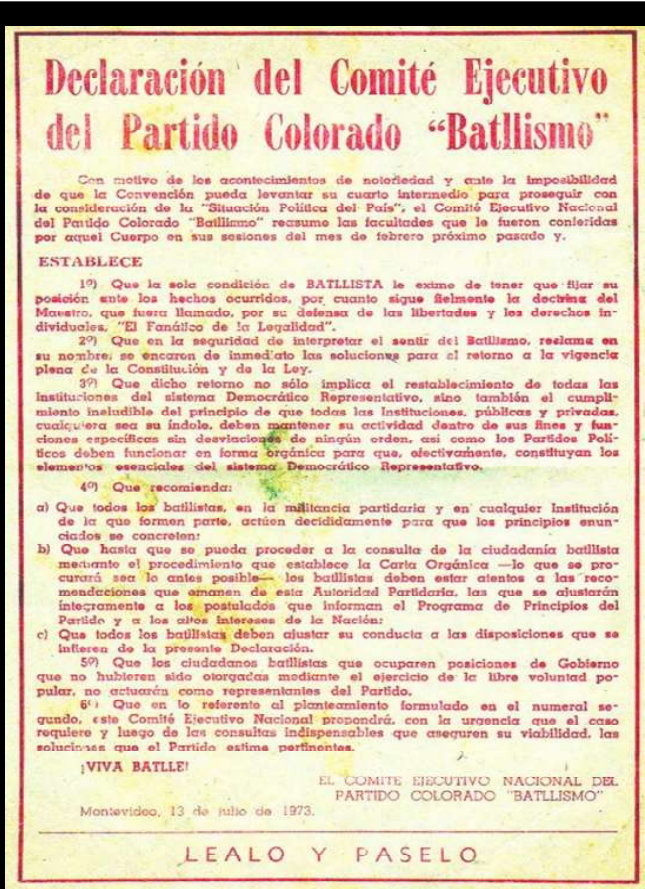 Declaración del Comité Ejecutivo
del Partido Colorado “Batllismo”
Con motivo de los acontecimientos de notoriedad y ante la imposibilidad
de que la Convención pueda levantar su cuarto intermedio para proseguir con
la consideración de la "Situación Política del País", el Comité Ejecutivo Nacional
del Partido Colorado "Batllismo" reasume las facultades que le fueron conferidas
por aquel Cuerpo en sus sesiones del mes de febrero próximo pasado y,
ESTABLECE
1º) Que la sola condición de BATLLISTA le exime de tener que fijar su
posición ante los hechos ocurridos, por cuanto sigue fielmente la doctrina del
Maestro, que fuera llamado, por su defensa de las libertades y los derechos in-
dividuales, "El Fanático de la Legalidad".
2º) Que en la seguridad de interpretar el sentir del Batllismo, reclama en
su nombre, se encaren de inmediato las soluciones para el retorno a la vigencia
plena de la Constitución y de la Ley.
3º) Que dicho retorno no sólo implica el restablecimiento de todas las
instituciones del sistema Democrático Representativo, sino también el cumpli-
miento ineludible del principio de que todas las Instituciones, públicas y privadas,
cualquiera sea su índole, deben mantener su actividad dentro de sus fines y fun-
ciones específicas sin desviaciones de ningún orden, así como los Partidos Polí-
ticos deben funcionar en forma orgánica para que, efectivamente, constituyan los
elementos esenciales del sistema Democrático Representativo.
4º) Que recomienda:
a) Que todos los batllistas, en la militancia partidaria y en cualquier Institución
de la que formen parte, actúen decididamente para que los principios enun-
ciados se concreten;
b) Que hasta que se pueda proceder a la consulta de la ciudadanía batllista
mediante el procedimiento que establece la Carta Orgánica —lo que se pro-
curará sea lo antes posible— los batllistas deben estar atentos a las reco-
mendaciones que emanen de esta Autoridad Partidaria, las que se ajustarán
íntegramente a los postulados que informan el Programa de Principios del
Partido y a los altos intereses de la Nación;
c) Que todos los batllistas deben ajustar su conducta a las disposiciones que se
infieren de la presente Declaración.
5º) Que los ciudadanos batllistas que ocuparen posiciones de Gobierno
que no hubieren sido otorgadas mediante el ejercicio de la libre voluntad po-
pular, no actuarán como representantes del Partido.
6º) Que en lo referente al planteamiento formulado en el numeral se-
gundo, este Comité Ejecutivo Nacional propondrá, con la urgencia que el caso
requiere y luego de las consultas indispensables que aseguren su viabilidad, las
soluciones que el Partido estime pertinentes.
¡VIVA BATLLE!
EL COMITE EJECUTIVO NACIONAL DEL
PARTIDO COLORADO "BATLLISMO"
Montevideo, 13 de julio de 1973.
LEALO Y PASELO